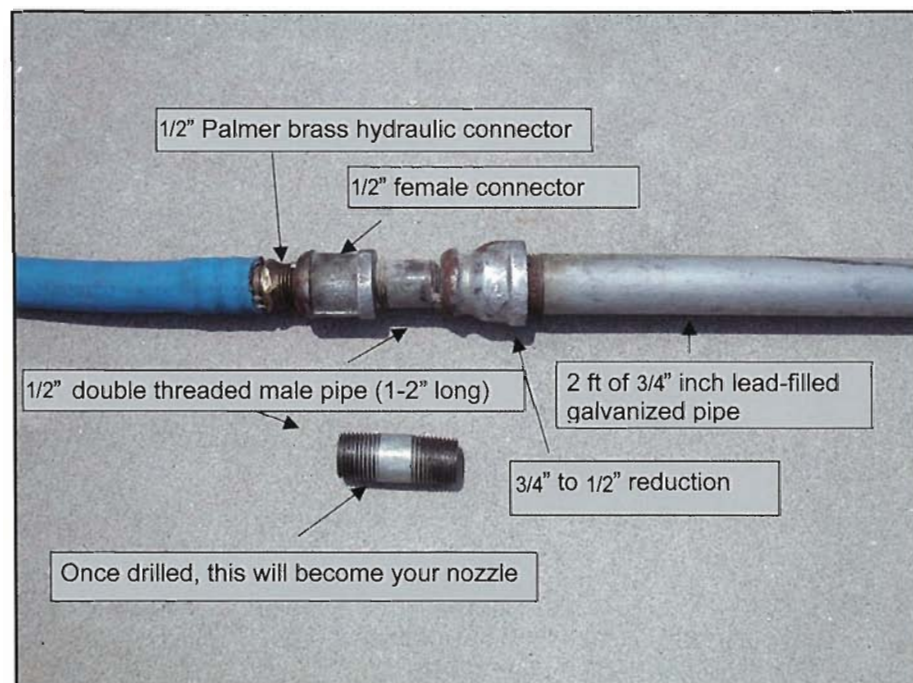 1/2” Palmer brass hydraulic connector
1/2” female connector
1/2” double threaded male pipe (1-2” long)
2 ft of 3/4” inch lead-filled
galvanized pipe
3/4” to 1/2” reduction
Once drilled, this will become your nozzle